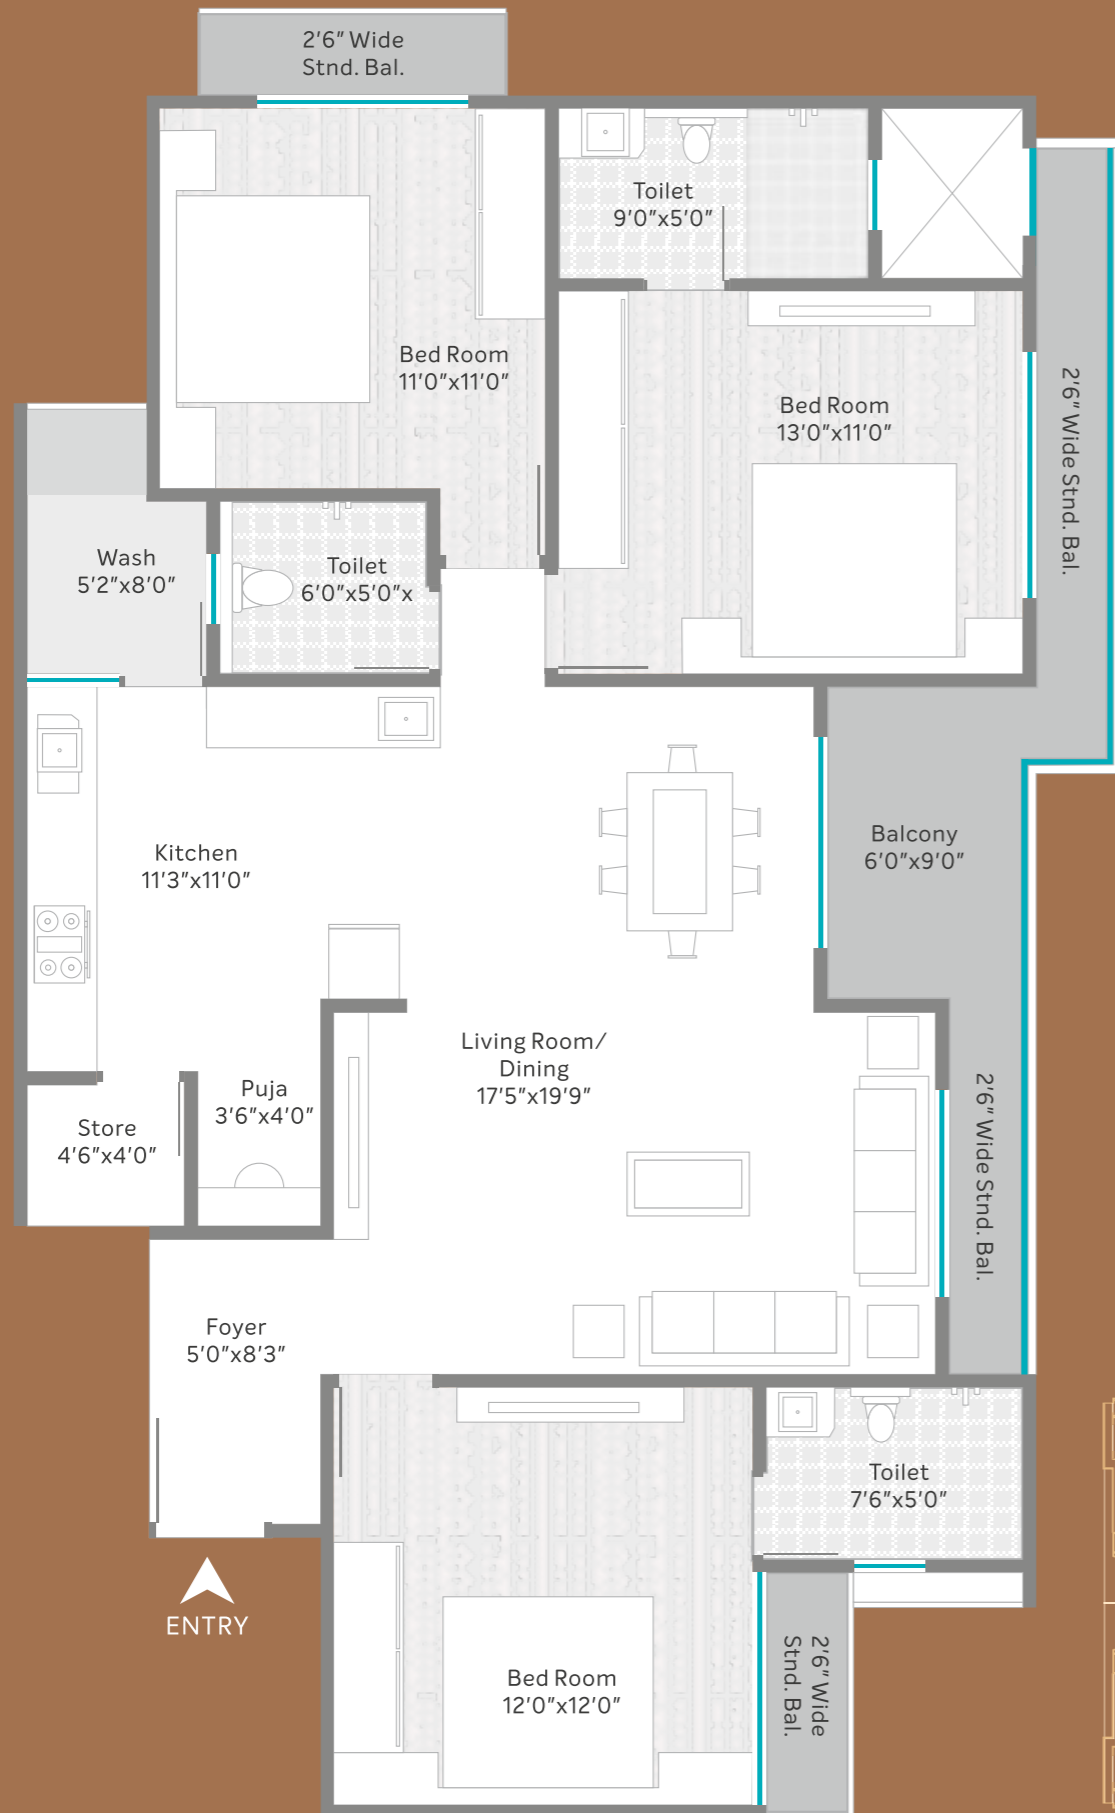 2'6" Wide
Stnd. Bal.
Toilet
9'0"x5'0"
Bed Room
11'0"x11'0"
Bed Room
13'0"x11'0"
2'6" Wide Stnd. Bal.
Wash
5'2"x8'0"
Toilet
6'0"x5'0"x
Balcony
6'0"x9'0"
Kitchen
11'3"x11'0"
Living Room/
Dining
17'5"x19'9"
Puja
3'6"x4'0"
Store
4'6"x4'0"
2'6" Wide Stnd. Bal.
Foyer
5'0"x8'3"
Toilet
7'6"x5'0"
ENTRY
Bed Room
12'0"x12'0"
2'6" Wide
Stnd. Bal.